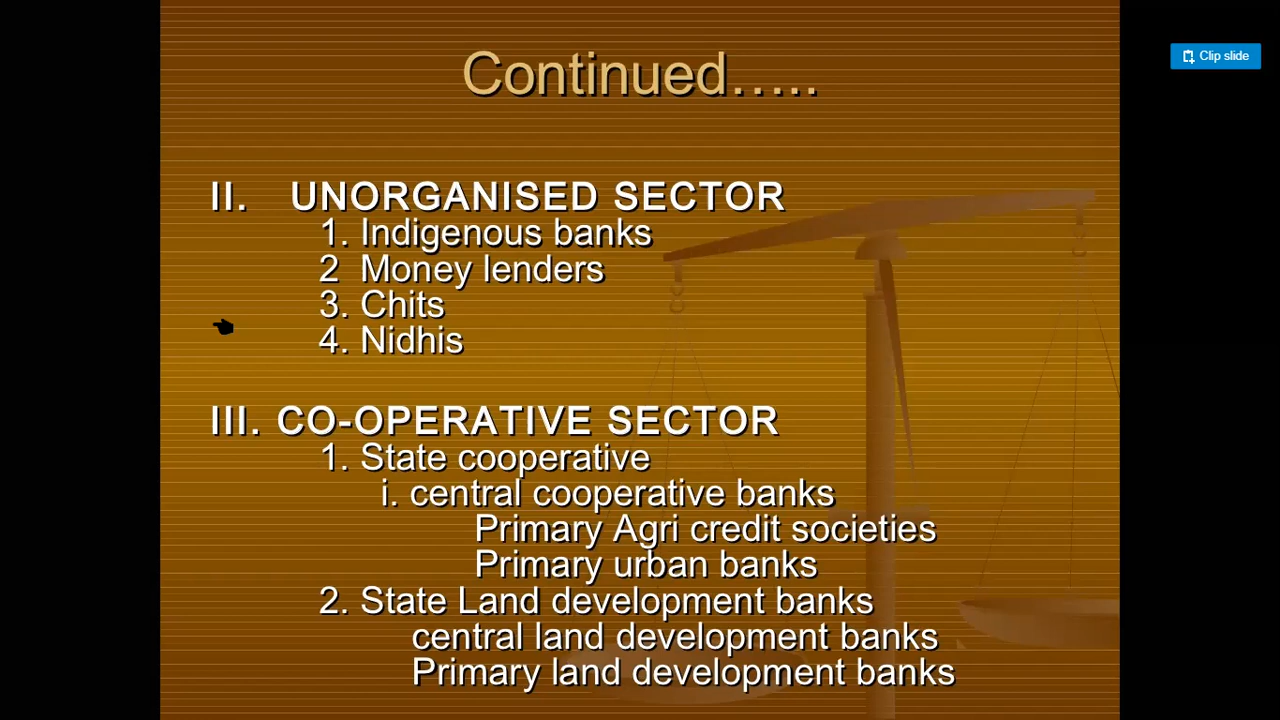 Continued.....
Clip slide
II. UNORGANISED SECTOR
1. Indigenous banks
2 Money lenders
3. Chits
4. Nidhis
III. CO-OPERATIVE SECTOR
1. State cooperative
i. central cooperative banks
Primary Agri credit societies
Primary urban banks
2. State Land development banks
central land development banks
Primary land development banks